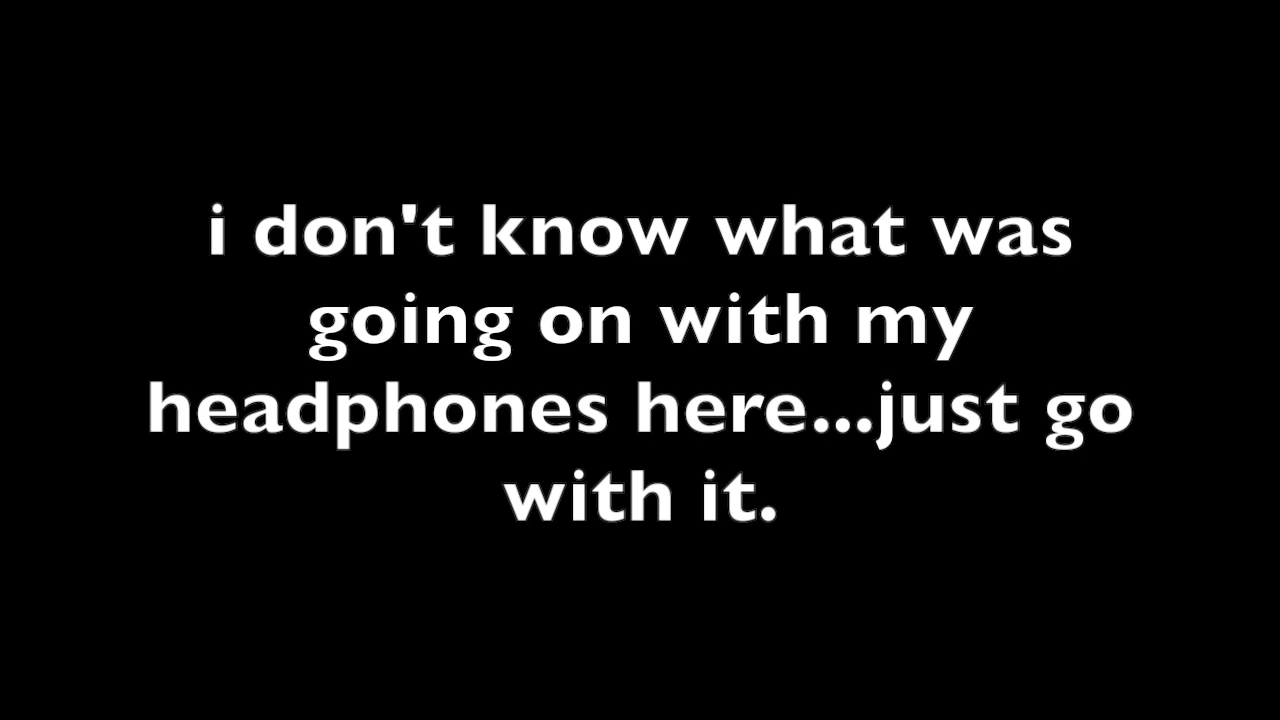 i don't know what was
going on with my
headphones here...just go
with it.